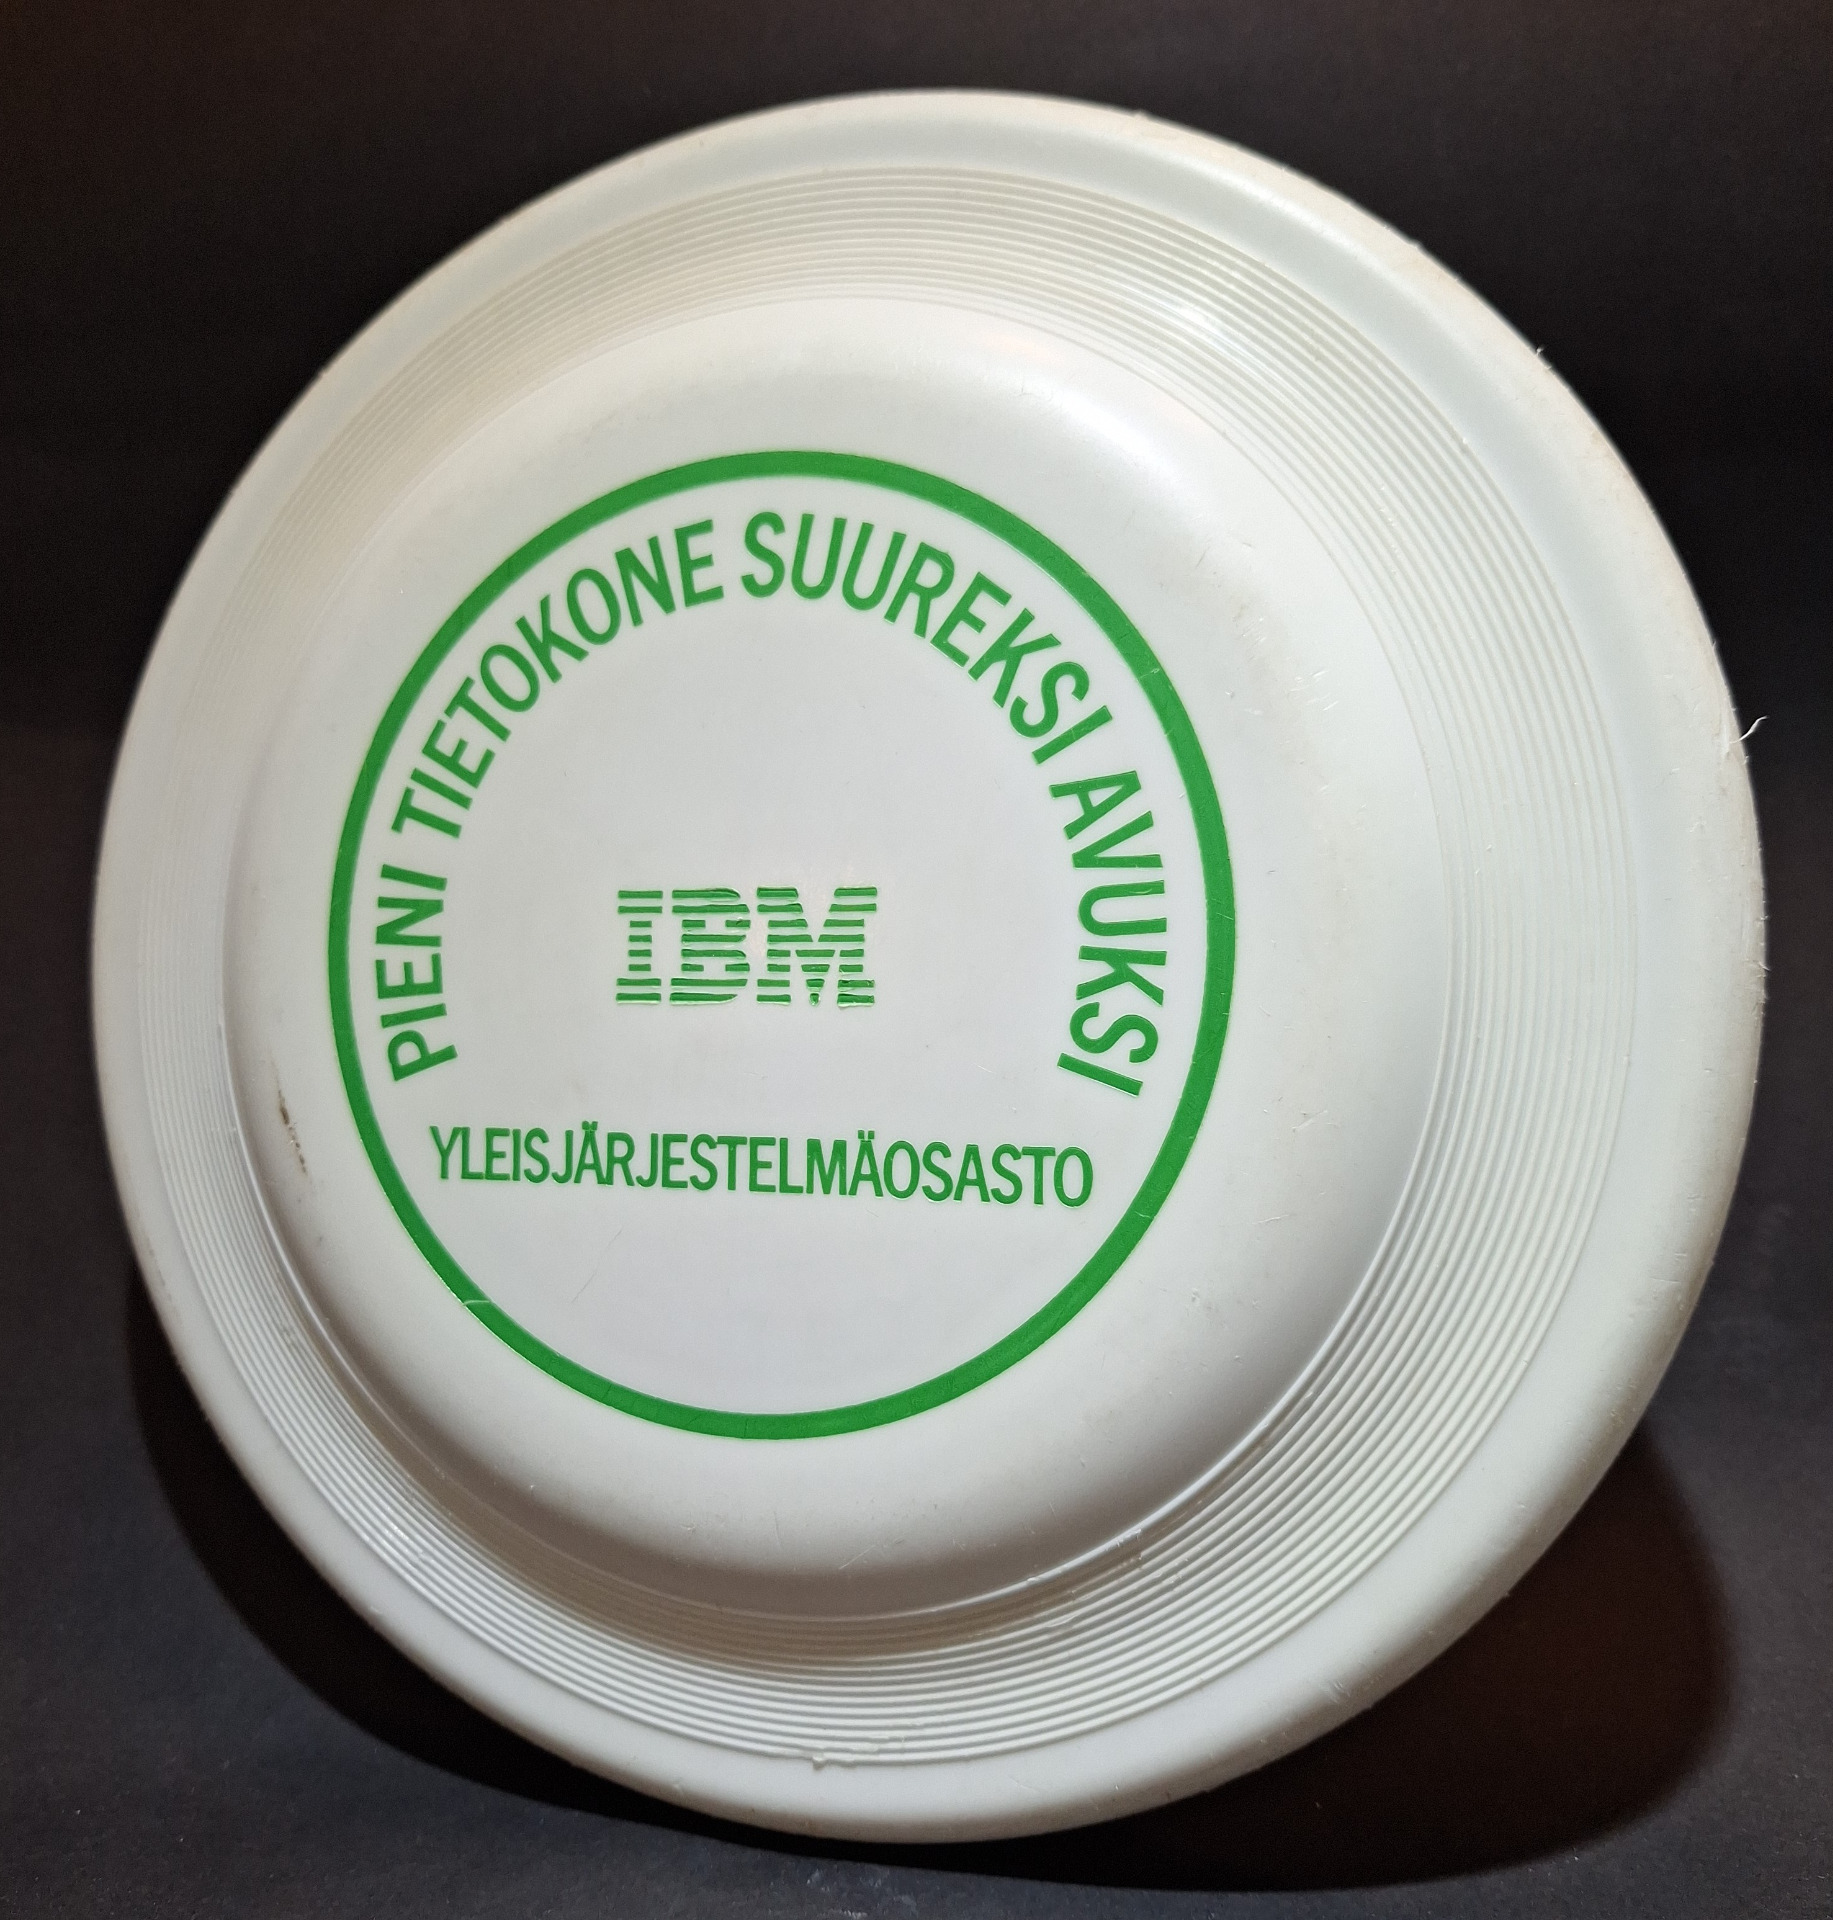 PIENI TIETOKONE SUUREKSI AVUKSI
IBM
YLEISJÄRJESTELMÄOSASTO